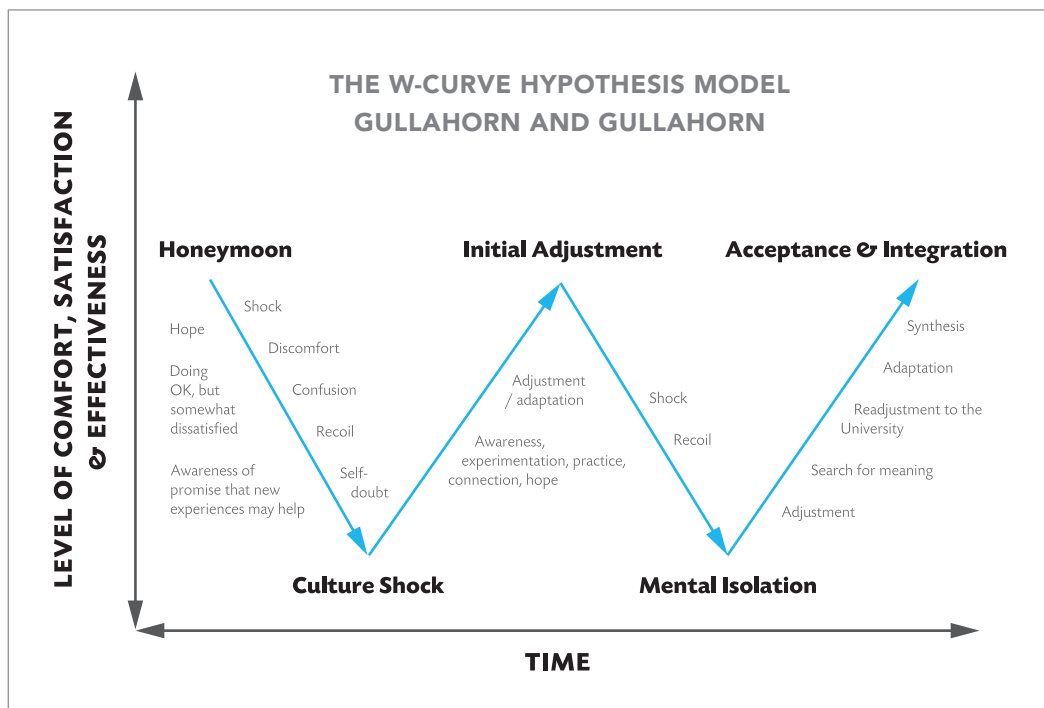 THE W-CURVE HYPOTHESIS MODEL
GULLAHORN AND GULLAHORN
LEVEL OF COMFORT, SATISFACTION
& EFFECTIVENESS
Honeymoon
Initial Adjustment
Acceptance & Integration
Hope
Doing
OK, but
somewhat
dissatisfied
Awareness of
promise that new
experiences may help
Shock
Discomfort
Confusion
Recoil
Self-
doubt
Adjustment
/ adaptation
Awareness,
experimentation, practice,
connection, hope
Shock
Recoil
Synthesis
Adaptation
Readjustment to the
University
Search for meaning
Adjustment
Culture Shock
Mental Isolation
TIME